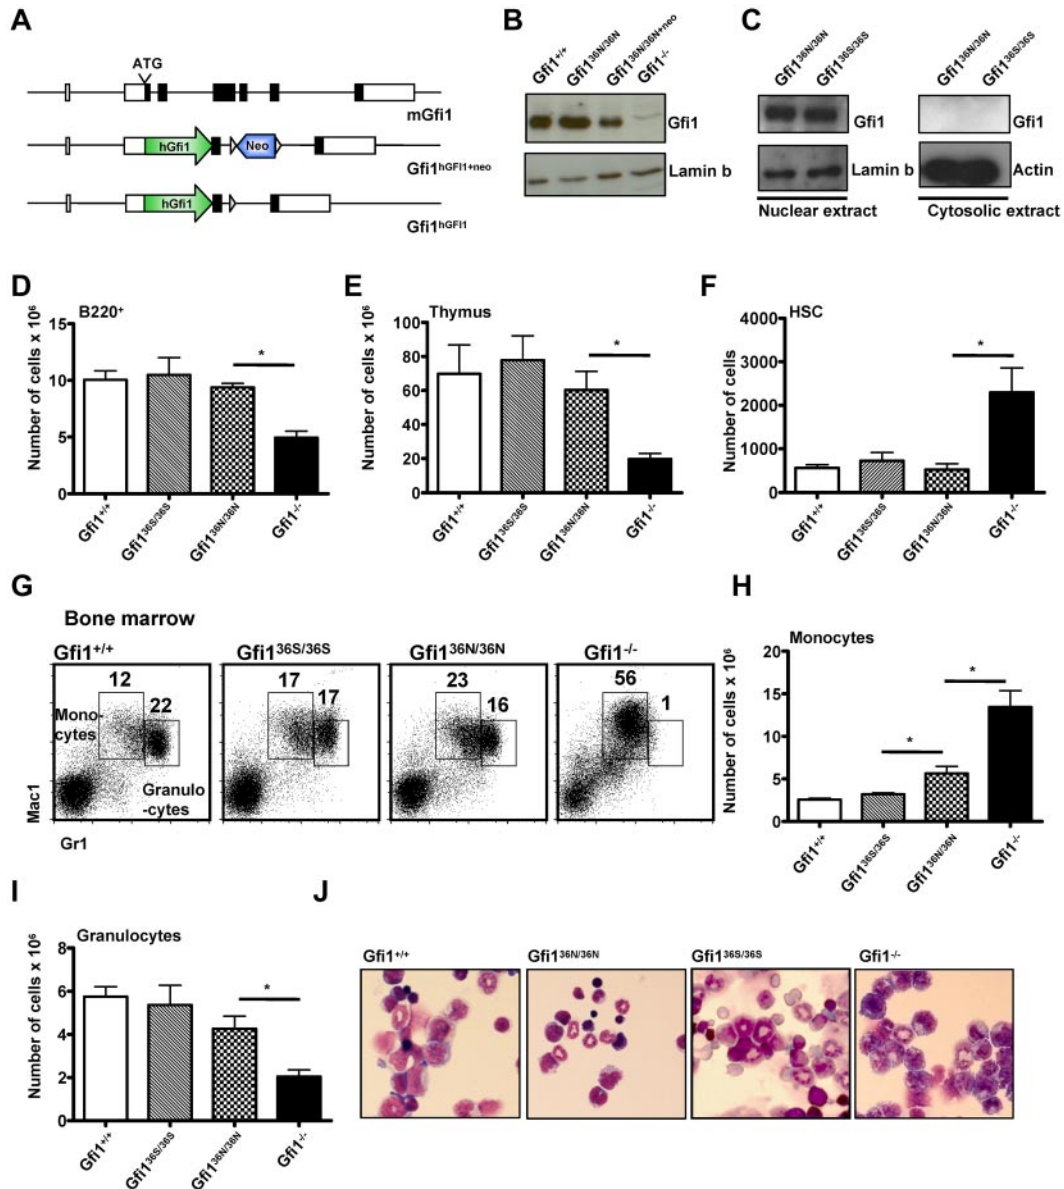 A
ATG
mGfi1
hGfi1
Neo
Gfi1hGFI1+neo
hGfi1
Gfi1hGFI1
B
Gfi1+/+
Gfi136N/36N
Gfi136N/36N+neo
Gfi1-/-
Gfi1
Lamin b
C
Gfi136N/36N
Gfi136S/36S
Gfi136N/36N
Gfi136S/36S
Gfi1
Gfi1
Lamin b
Actin
Nuclear extract
Cytosolic extract
D
B220+
Number of cells x 106
15
10
5
0
*
Gfi1+/+
Gfi136S/36S
Gfi136N/36N
Gfi1-/-
E
Thymus
Number of cells x 106
100
80
60
40
20
0
*
Gfi1+/+
Gfi136S/36S
Gfi136N/36N
Gfi1-/-
F
HSC
Number of cells
4000
3000
2000
1000
0
*
Gfi1+/+
Gfi136S/36S
Gfi136N/36N
Gfi1-/-
G
Bone marrow
Gfi1+/+
Gfi136S/36S
Gfi136N/36N
Gfi1-/-
12
22
Mono-
cytes
Granulo
-cytes
17
17
23
16
56
1
Mac1
Gr1
H
Monocytes
Number of cells x 106
20
15
10
5
0
*
*
Gfi1+/+
Gfi136S/36S
Gfi136N/36N
Gfi1-/-
I
Granulocytes
Number of cells x 106
8
6
4
2
0
*
Gfi1+/+
Gfi136S/36S
Gfi136N/36N
Gfi1-/-
J
Gfi1+/+
Gfi136N/36N
Gfi136S/36S
Gfi1-/-